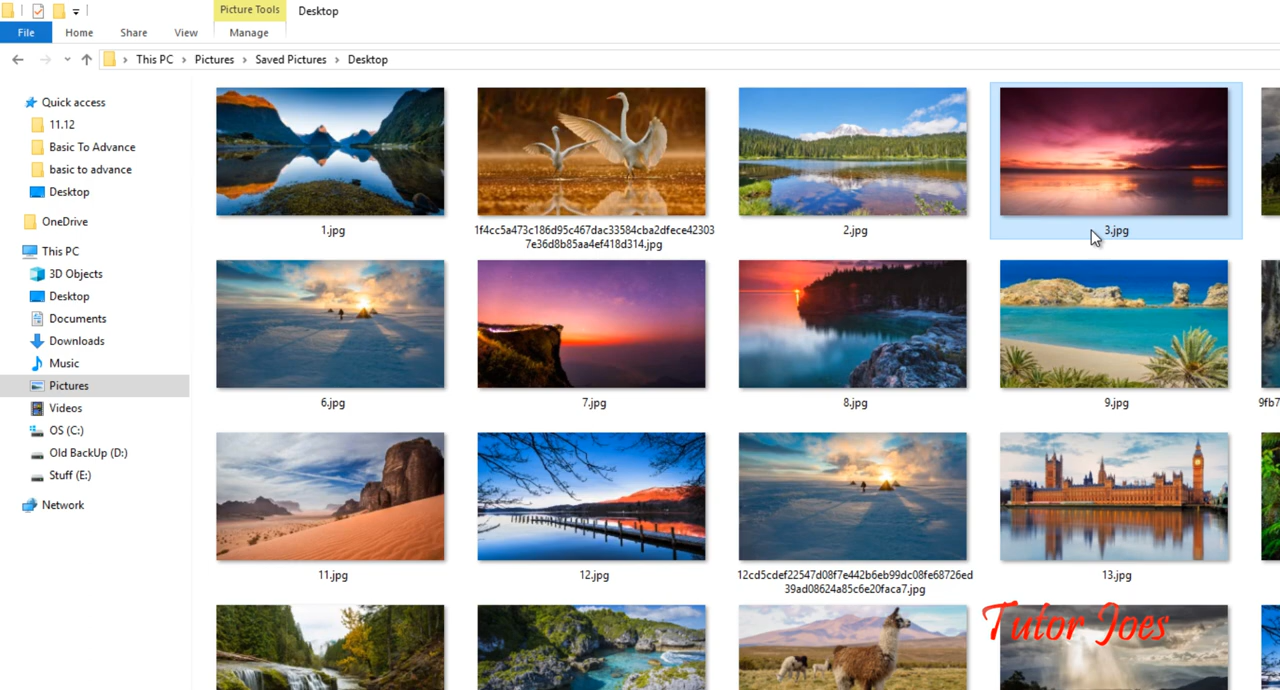 Picture Tools
Desktop
File
Home
Share
View
Manage
This PC > Pictures > Saved Pictures > Desktop
Quick access
11.12
Basic To Advance
basic to advance
Desktop
OneDrive
This PC
3D Objects
Desktop
Documents
Downloads
Music
Pictures
Videos
OS (C:)
Old BackUp (D:)
Stuff (E:)
Network
1.jpg
1f4cc5a473c186d95c467dac33584cba2dfece42303
7e36d8b85aa4ef418d314.jpg
2.jpg
3.jpg
6.jpg
7.jpg
8.jpg
9.jpg
9fb7
11.jpg
12.jpg
12cd5cdef22547d08f7e442b6eb99dc08fe68726ed
39ad08624a85c6e20faca7.jpg
13.jpg
Tutor Joes